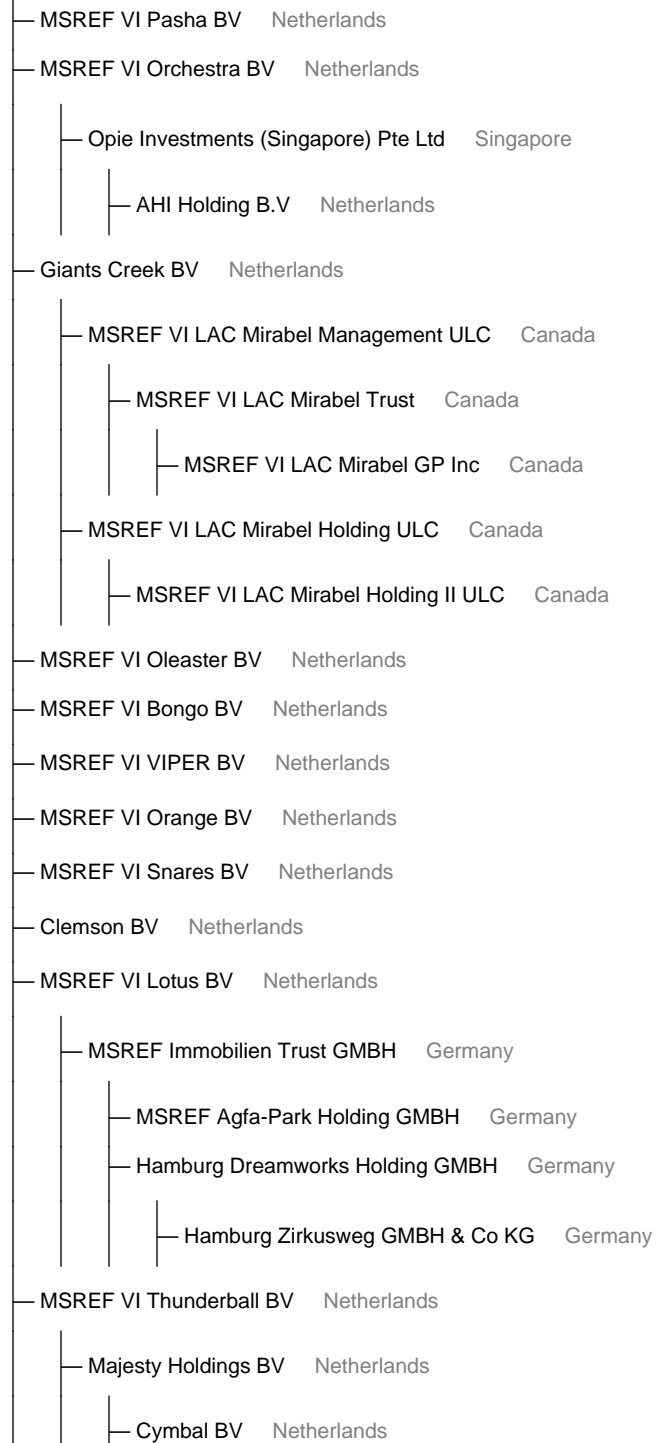 MSREF VI Pasha BV Netherlands
MSREF VI Orchestra BV Netherlands
Opie Investments (Singapore) Pte Ltd Singapore
AHI Holding B.V Netherlands
Giants Creek BV Netherlands
MSREF VI LAC Mirabel Management ULC Canada
MSREF VI LAC Mirabel Trust Canada
MSREF VI LAC Mirabel GP Inc Canada
MSREF VI LAC Mirabel Holding ULC Canada
MSREF VI LAC Mirabel Holding II ULC Canada
MSREF VI Oleaster BV Netherlands
MSREF VI Bongo BV Netherlands
MSREF VI VIPER BV Netherlands
MSREF VI Orange BV Netherlands
MSREF VI Snares BV Netherlands
Clemson BV Netherlands
MSREF VI Lotus BV Netherlands
MSREF Immobilien Trust GMBH Germany
MSREF Agfa-Park Holding GMBH Germany
Hamburg Dreamworks Holding GMBH Germany
Hamburg Zirkusweg GMBH & Co KG Germany
MSREF VI Thunderball BV Netherlands
Majesty Holdings BV Netherlands
Cymbal BV Netherlands